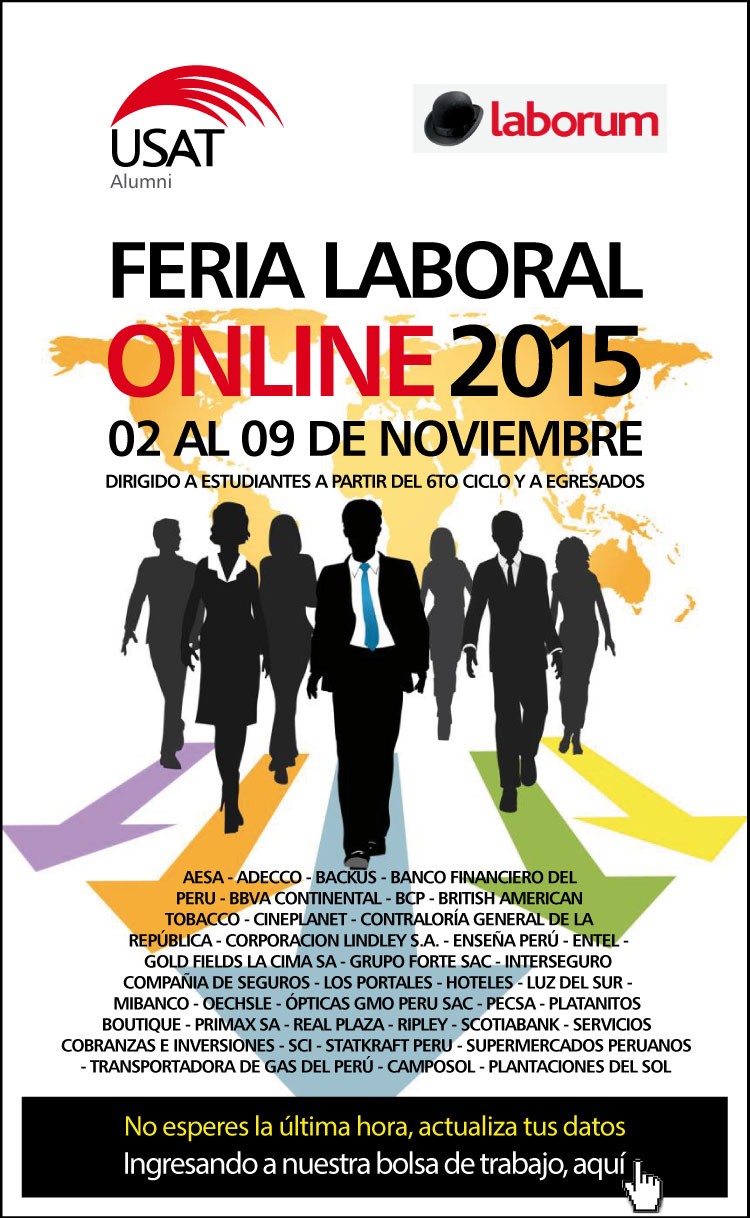 USAT
Alumni
laborum
FERIA LABORAL
ONLINE 2015
02 AL 09 DE NOVIEMBRE
DIRIGIDO A ESTUDIANTES A PARTIR DEL 6TO CICLO Y A EGRESADOS
AESA - ADECCO - BACKUS - BANCO FINANCIERO DEL
PERU - BBVA CONTINENTAL - BCP - BRITISH AMERICAN
TOBACCO - CINEPLANET - CONTRALORÍA GENERAL DE LA
REPÚBLICA - CORPORACION LINDLEY S.A. - ENSEÑA PERÚ - ENTEL -
GOLD FIELDS LA CIMA SA - GRUPO FORTE SAC - INTERSEGURO
COMPAÑIA DE SEGUROS - LOS PORTALES - HOTELES - LUZ DEL SUR -
MIBANCO - OECHSLE - ÓPTICAS GMO PERU SAC - PECSA - PLATANITOS
BOUTIQUE - PRIMAX SA - REAL PLAZA - RIPLEY - SCOTIABANK - SERVICIOS
COBRANZAS E INVERSIONES - SCI - STATKRAFT PERU - SUPERMERCADOS PERUANOS
- TRANSPORTADORA DE GAS DEL PERÚ - CAMPOSOL - PLANTACIONES DEL SOL
No esperes la última hora, actualiza tus datos
Ingresando a nuestra bolsa de trabajo, aquí